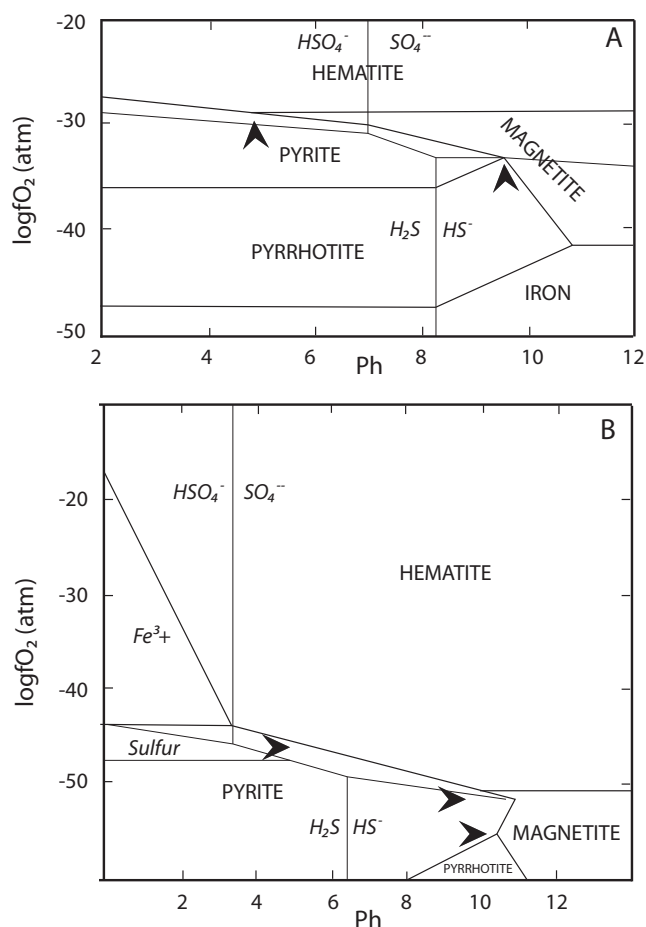 A
HSO₄⁻ SO₄⁻⁻
HEMATITE
MAGNETITE
PYRITE
H₂S HS⁻
PYRRHOTITE
IRON
-20
-30
-40
-50
logfO₂ (atm)
2 4 6 8 10 12
Ph
B
HSO₄⁻ SO₄⁻⁻
HEMATITE
Fe³+
Sulfur
PYRITE
H₂S HS⁻
MAGNETITE
PYRRHOTITE
-20
-30
-40
-50
logfO₂ (atm)
2 4 6 8 10 12
Ph